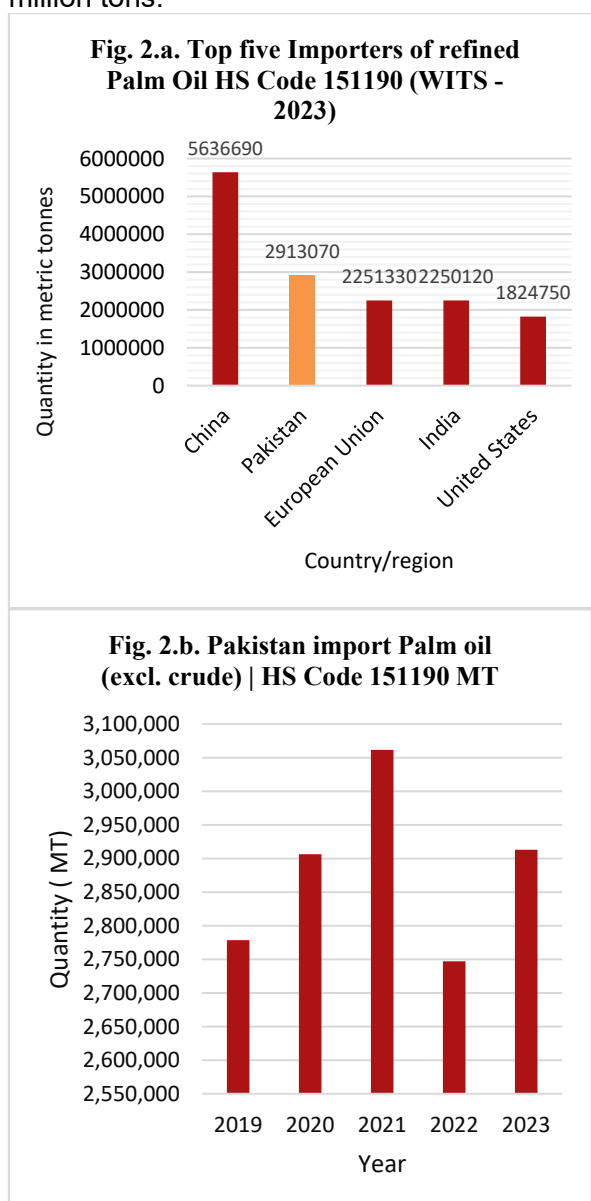 million tons.
Fig. 2.a. Top five Importers of refined
Palm Oil HS Code 151190 (WITS -
2023)
Quantity in metric tonnes
6000000
5000000
4000000
3000000
2000000
1000000
0
5636690
2913070
2251330
2250120
1824750
China
Pakistan
European Union
India
United States
Country/region
Fig. 2.b. Pakistan import Palm oil
(excl. crude) | HS Code 151190 MT
Quantity ( MT)
3,100,000
3,050,000
3,000,000
2,950,000
2,900,000
2,850,000
2,800,000
2,750,000
2,700,000
2,650,000
2,600,000
2,550,000
2019 2020 2021 2022 2023
Year